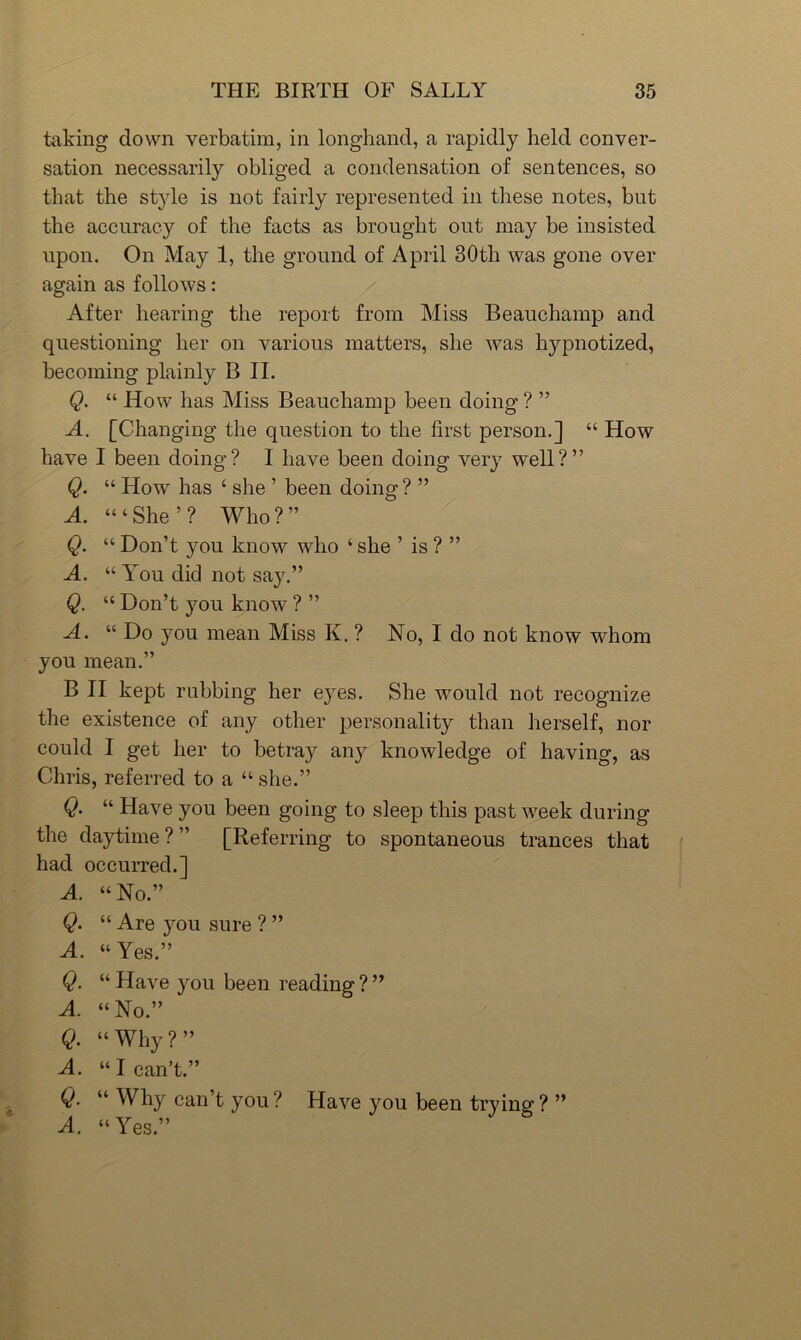 THE BIRTH OF SALLY 35
taking down verbatim, in longhand, a rapidly held conver-
sation necessarily obliged a condensation of sentences, so
that the style is not fairly represented in these notes, but
the accuracy of the facts as brought out may be insisted
upon. On May 1, the ground of April 30th was gone over
again as follows:
After hearing the report from Miss Beauchamp and
questioning her on various matters, she was hypnotized,
becoming plainly B II.
Q. “ How has Miss Beauchamp been doing ? ”
A. [Changing the question to the first person.] “ How
have I been doing? I have been doing very well?”
Q. “ How has ‘ she ’ been doing? ”
A. “‘She’? Who?”
Q. “ Don’t you know who ‘ she ’ is ? ”
A. “ You did not say.”
Q. “ Don’t you know ? ”
A. “ Do you mean Miss K. ? No, I do not know whom
you mean.”
B II kept rubbing her eyes. She would not recognize
the existence of any other personality than herself, nor
could I get her to betray any knowledge of having, as
Chris, referred to a “ she.”
Q. “ Have you been going to sleep this past week during
the daytime?” [Referring to spontaneous trances that
had occurred.]
A. “No.”
Q. “ Are you sure ? ”
A. “ Yes.”
Q. “ Have you been reading?”
A. “No.”
Q. “Why?”
A. “ I can’t.”
Q. “ Why can’t you? Have you been trying? ”
A. “Yes.”